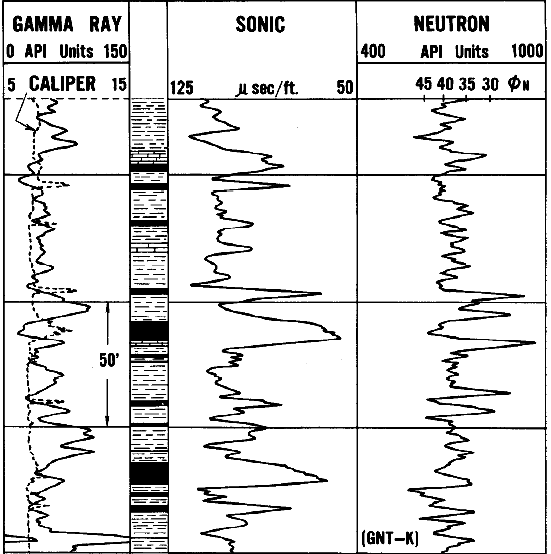 GAMMA RAY SONIC NEUTRON
0 API Units 150 400 API Units 1000
5 CALIPER 15 125 μ sec/ft. 50 45 40 35 30 ΦN
50'
(GNT-K)